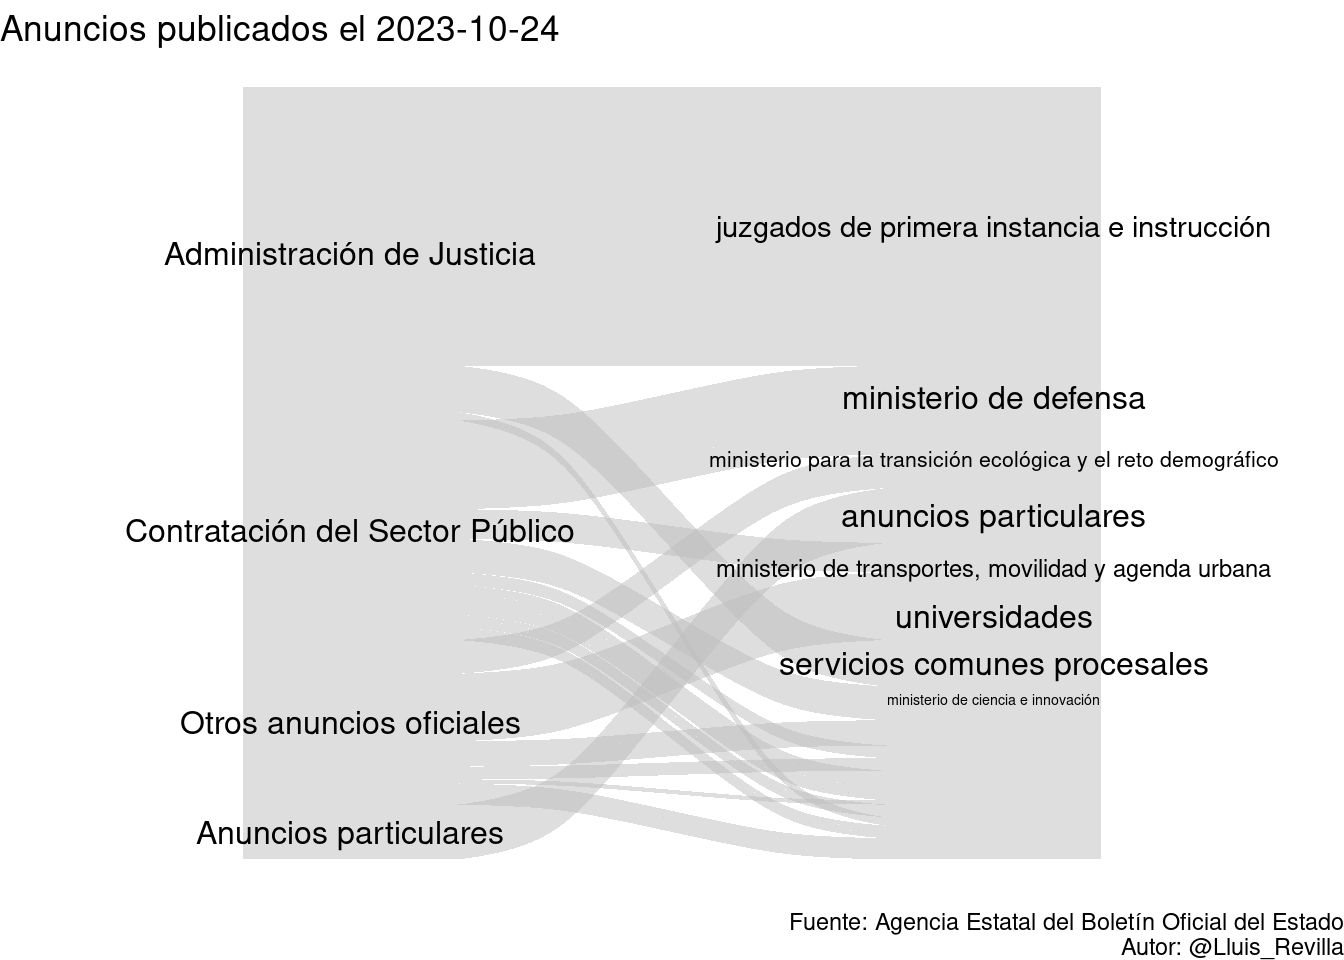 Anuncios publicados el 2023-10-24
juzgados de primera instancia e instrucción
Administración de Justicia
ministerio de defensa
ministerio para la transición ecológica y el reto demográfico
anuncios particulares
Contratación del Sector Público
ministerio de transportes, movilidad y agenda urbana
universidades
servicios comunes procesales
ministerio de ciencia e innovación
Otros anuncios oficiales
Anuncios particulares
Fuente: Agencia Estatal del Boletín Oficial del Estado
Autor: @Lluis_Revilla